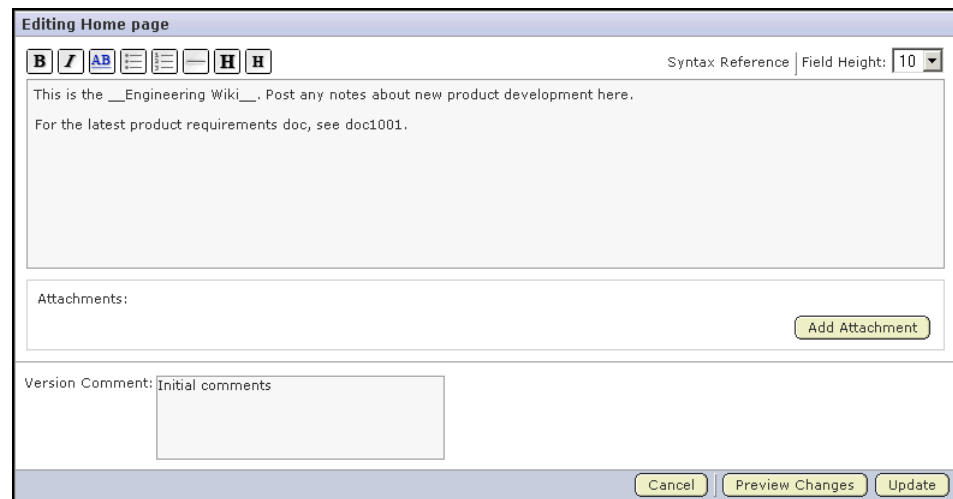 Editing Home page
B I AB H H Syntax Reference Field Height: 10
This is the __Engineering Wiki__. Post any notes about new product development here.
For the latest product requirements doc, see doc1001.
Attachments:
Add Attachment
Version Comment: Initial comments
Cancel Preview Changes Update